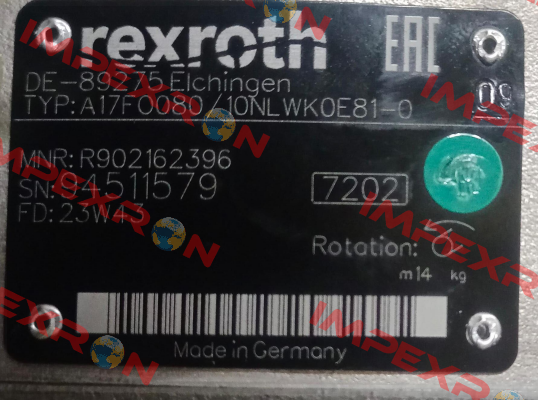 rexroth EAC
DE-89275 Elchingen
TYP: A17FO080 /10NLWK0E81-0
09
MNR: R902162396
SN: 94511579
7202
FD: 23W43
Rotation:
m14 kg
Made in Germany
IMPEXRON